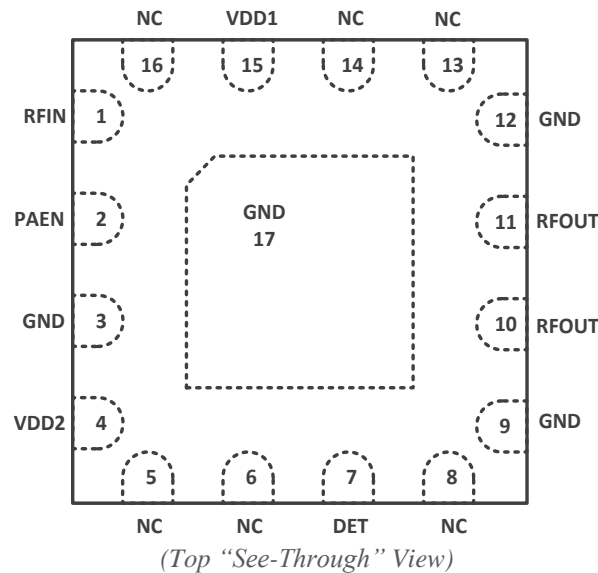 NC VDD1 NC NC
16 15 14 13
RFIN 1 12 GND
PAEN 2 11 RFOUT
GND
17
GND 3 10 RFOUT
VDD2 4 9 GND
5 6 7 8
NC NC DET NC
(Top “See-Through” View)